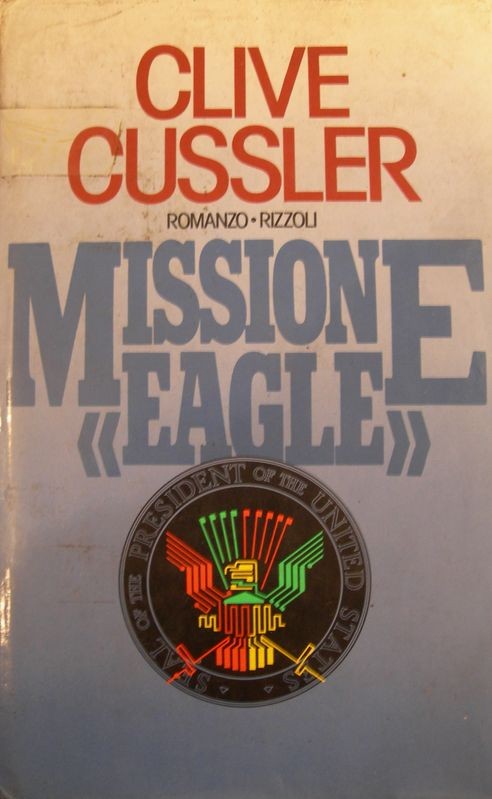 CLIVE
CUSSLER
ROMANZO • RIZZOLI
MISSIONE
«EAGLE»
SEAL OF THE PRESIDENT OF THE UNITED STATES